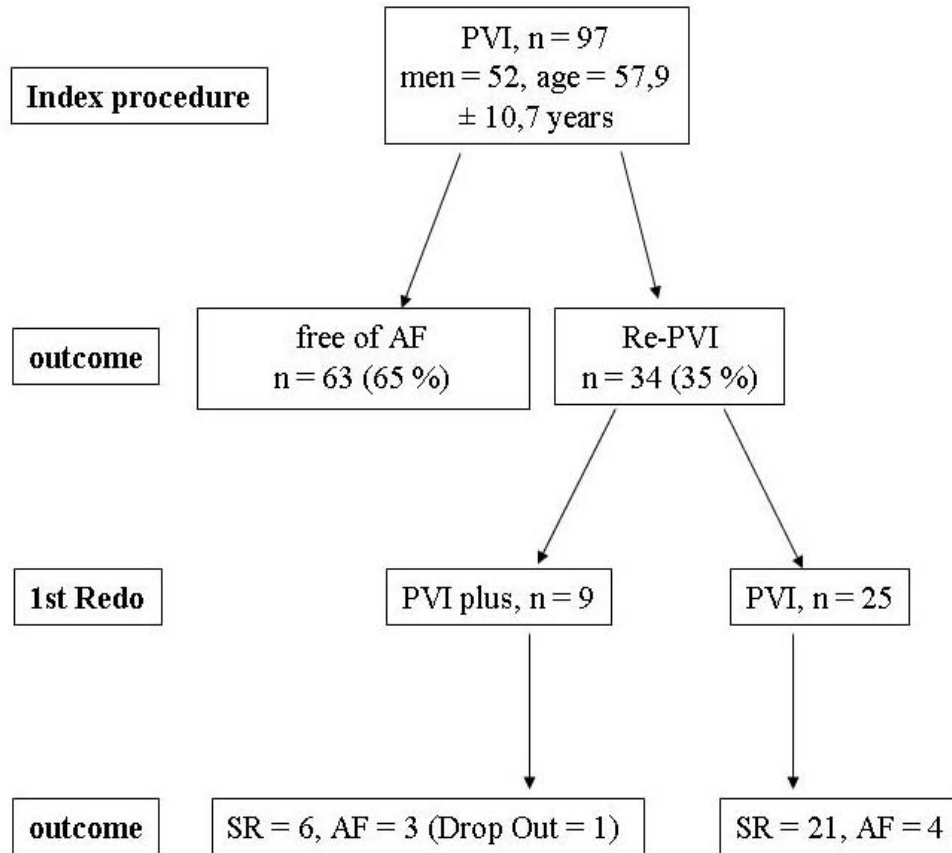 PVI, n = 97
men = 52, age = 57,9
± 10,7 years
Index procedure
free of AF
n = 63 (65 %)
Re-PVI
n = 34 (35 %)
outcome
1st Redo
PVI plus, n = 9
PVI, n = 25
outcome
SR = 6, AF = 3 (Drop Out = 1)
SR = 21, AF = 4